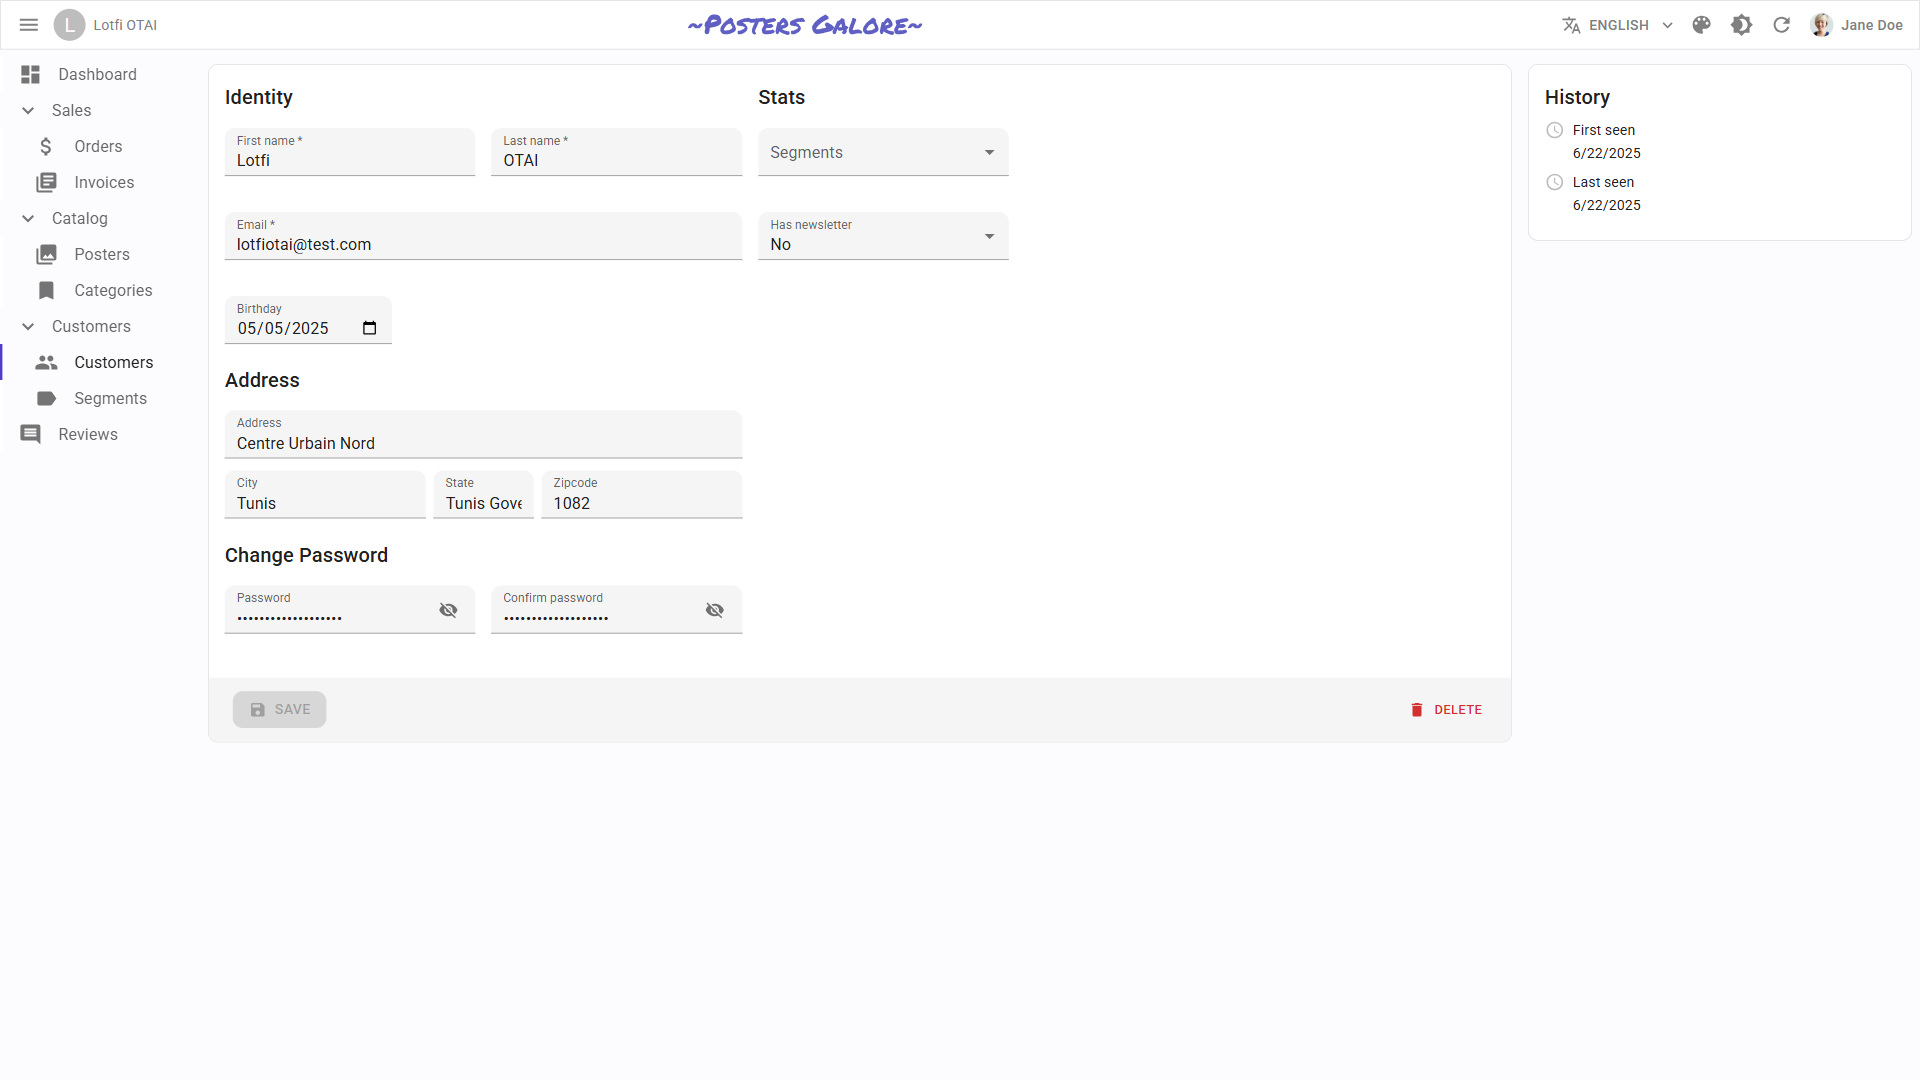 L Lotfi OTAI
~Posters Galore~
ENGLISH
Jane Doe
Dashboard
Sales
Orders
Invoices
Catalog
Posters
Categories
Customers
Customers
Segments
Reviews
Identity
First name *
Lotfi
Last name *
OTAI
Email *
lotfiotai@test.com
Birthday
05/05/2025
Address
Address
Centre Urbain Nord
City
Tunis
State
Tunis Gove
Zipcode
1082
Change Password
Password
•••••••••••••••••••
Confirm password
•••••••••••••••••••
Stats
Segments
Has newsletter
No
SAVE
DELETE
History
First seen
6/22/2025
Last seen
6/22/2025